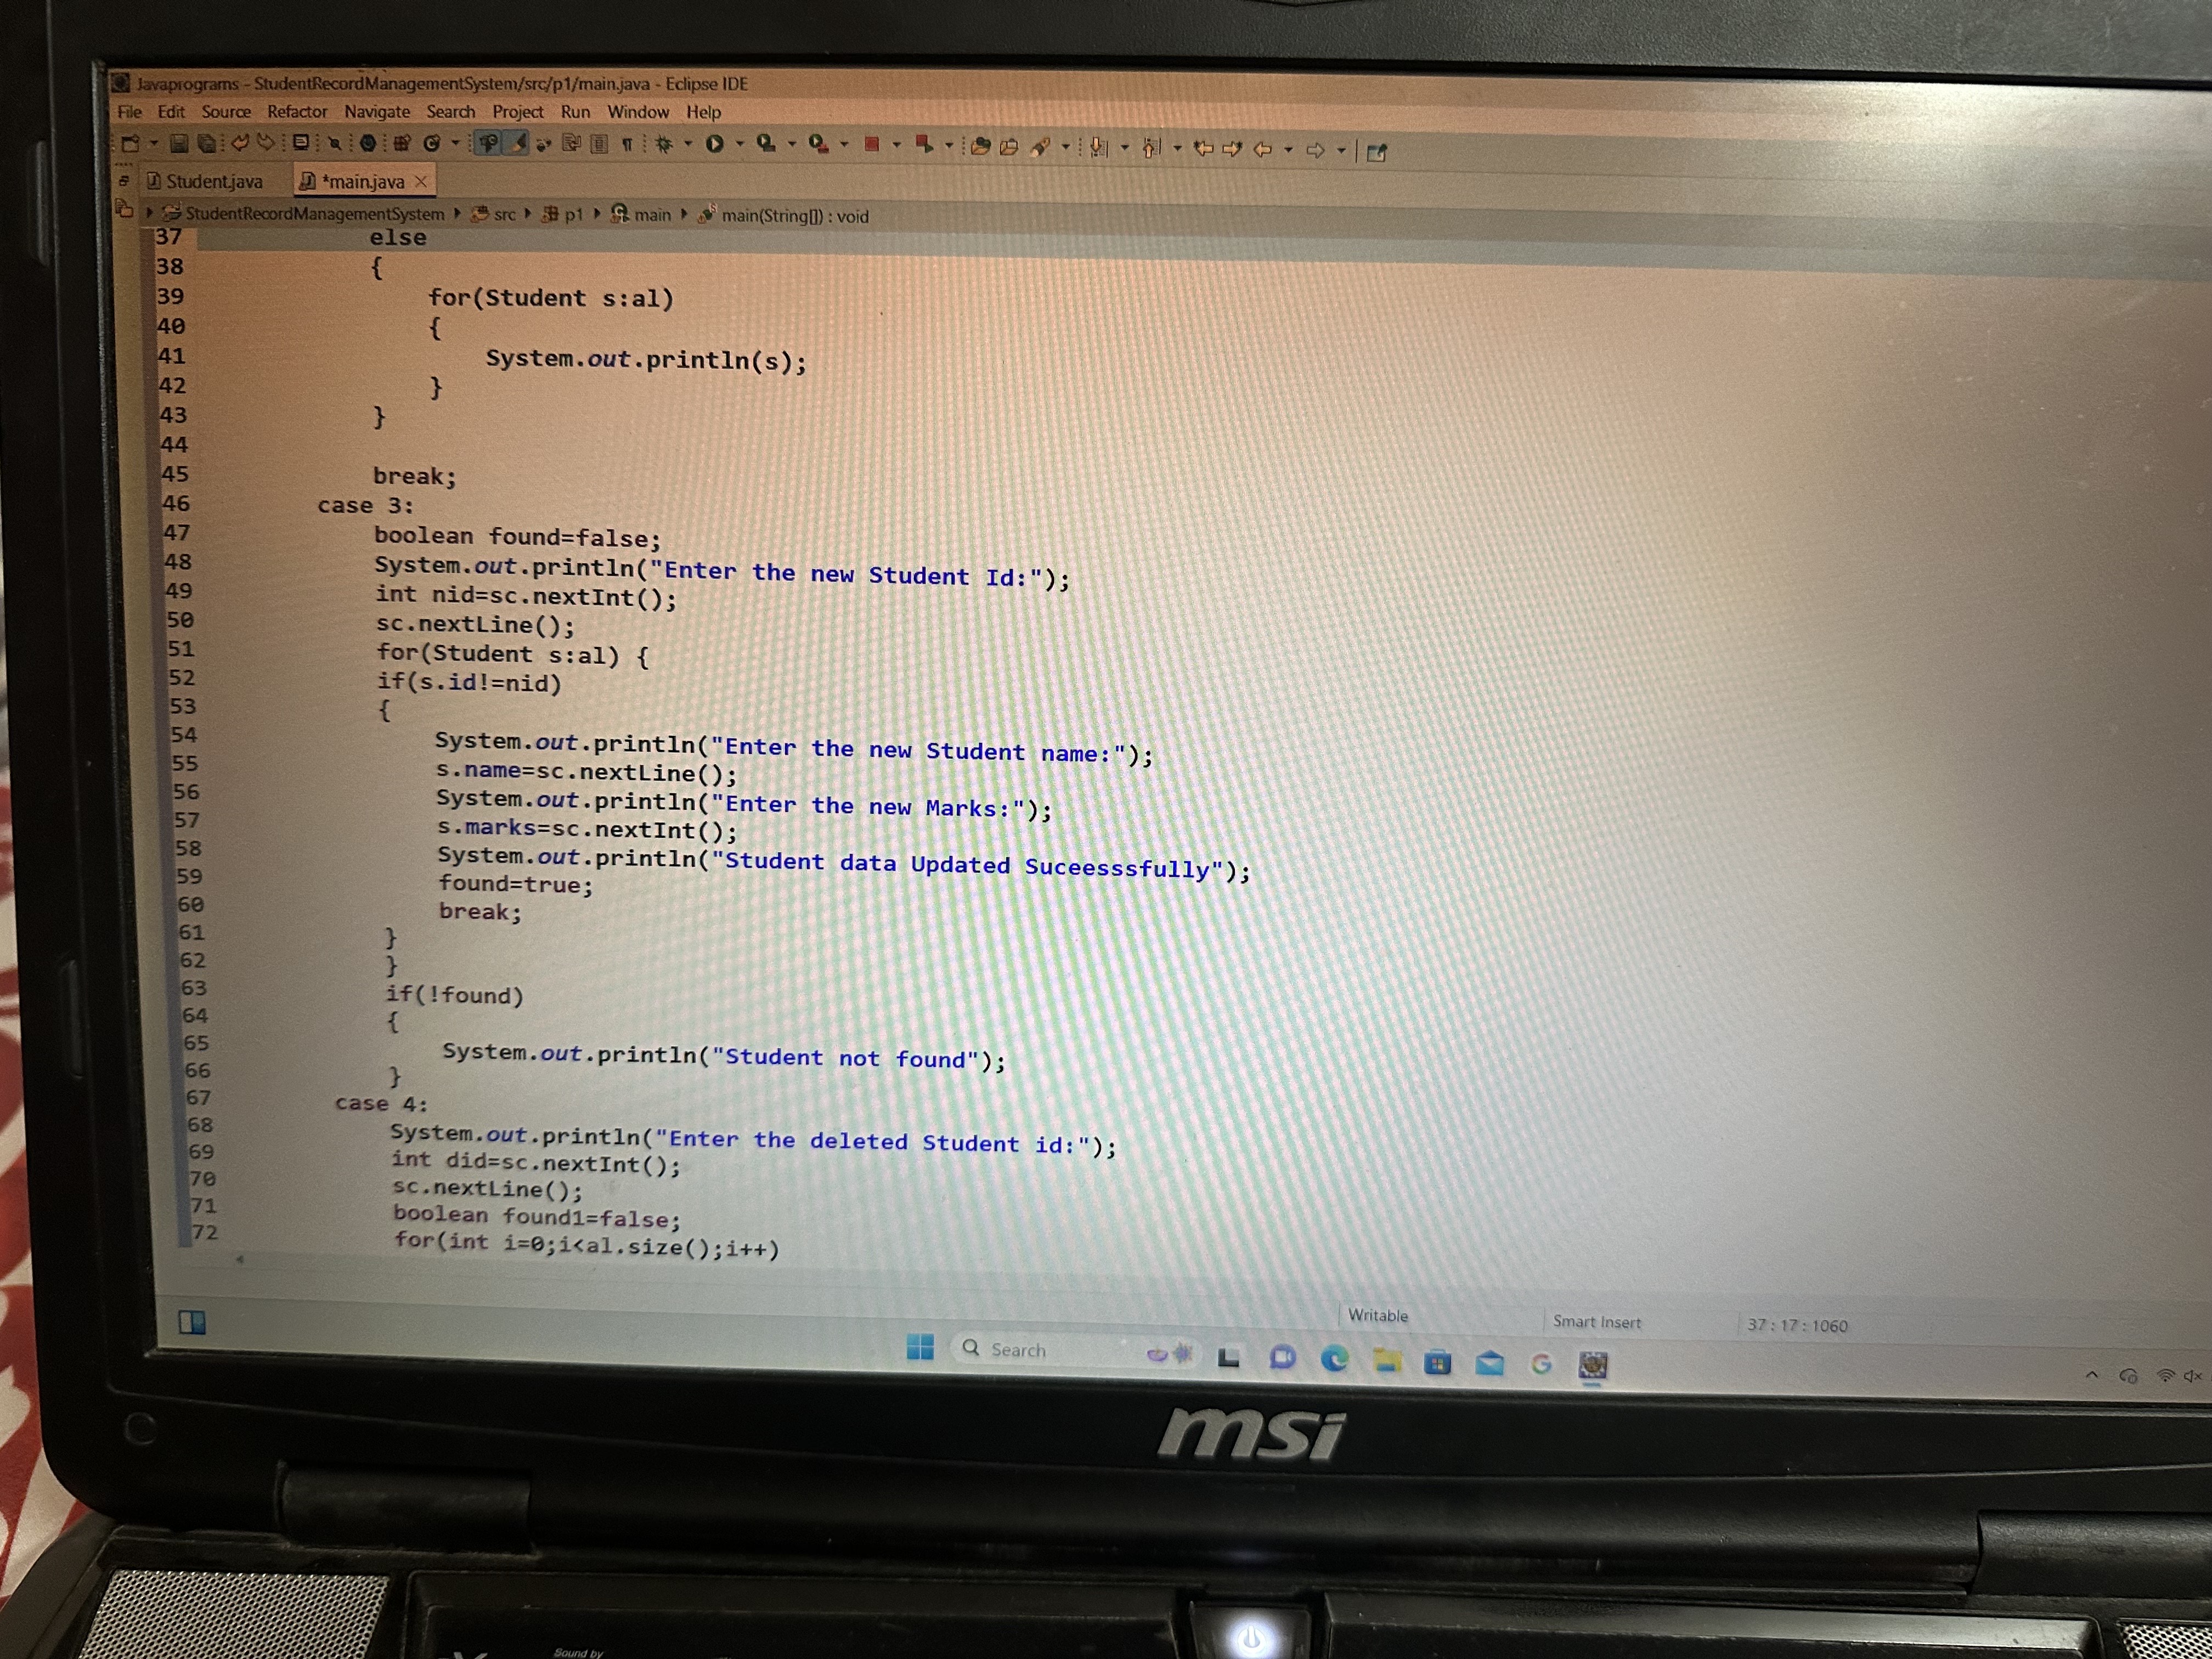 Javaprograms - StudentRecordManagementSystem/src/p1/main.java - Eclipse IDE
File Edit Source Refactor Navigate Search Project Run Window Help
Student.java *main.java
StudentRecordManagementSystem src p1 main main(String[]) : void
37 else
38 {
39 for(Student s:al)
40 {
41 System.out.println(s);
42 }
43 }
44
45 break;
46 case 3:
47 boolean found=false;
48 System.out.println("Enter the new Student Id:");
49 int nid=sc.nextInt();
50 sc.nextLine();
51 for(Student s:al) {
52 if(s.id!=nid)
53 {
54 System.out.println("Enter the new Student name:");
55 s.name=sc.nextLine();
56 System.out.println("Enter the new Marks:");
57 s.marks=sc.nextInt();
58 System.out.println("Student data Updated Suceesssfully");
59 found=true;
60 break;
61 }
62 }
63 if(!found)
64 {
65 System.out.println("Student not found");
66 }
67 case 4:
68 System.out.println("Enter the deleted Student id:");
69 int did=sc.nextInt();
70 sc.nextLine();
71 boolean found1=false;
72 for(int i=0;i<al.size();i++)
Writable Smart Insert 37 : 17 : 1060
Search
msi
Sound by